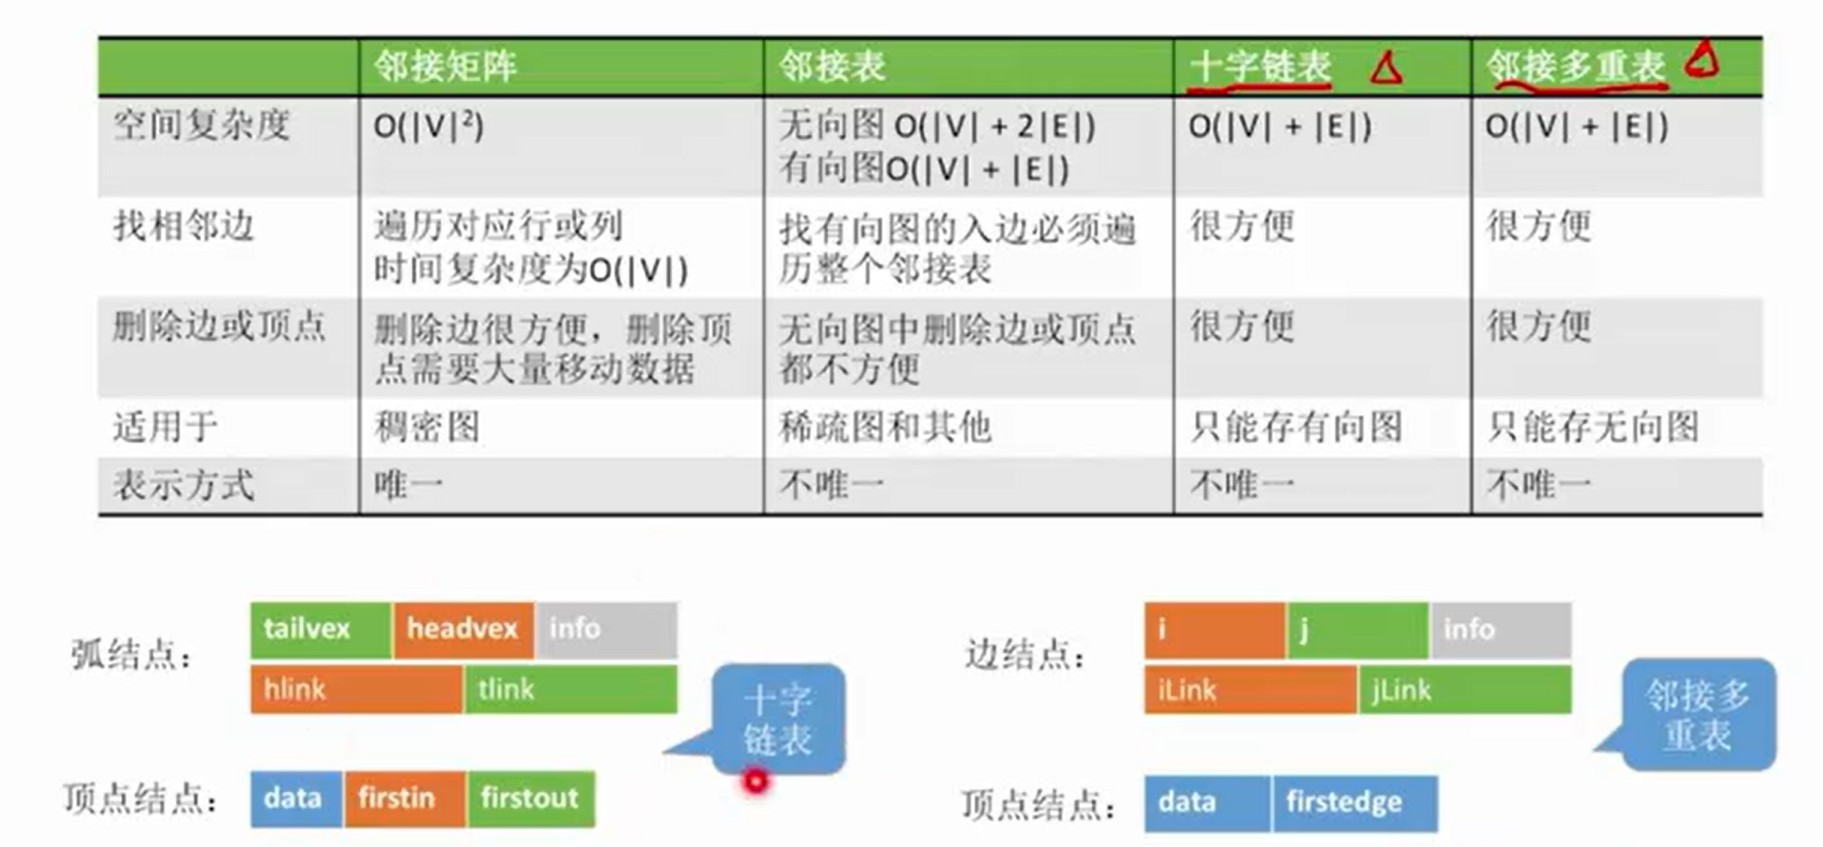 邻接矩阵 邻接表 十字链表 邻接多重表
空间复杂度 O(|V|²) 无向图 O(|V| + 2|E|) O(|V| + |E|) O(|V| + |E|)
有向图O(|V| + |E|)
找相邻边 遍历对应行或列 找有向图的入边必须遍 很方便 很方便
时间复杂度为O(|V|) 历整个邻接表
删除边或顶点 删除边很方便，删除顶 无向图中删除边或顶点 很方便 很方便
点需要大量移动数据 都不方便
适用于 稠密图 稀疏图和其他 只能存有向图 只能存无向图
表示方式 唯一 不唯一 不唯一 不唯一
弧结点：
tailvex headvex info
hlink tlink
十字
链表
顶点结点：
data firstin firstout
边结点：
i j info
iLink jLink
邻接多
重表
顶点结点：
data firstedge